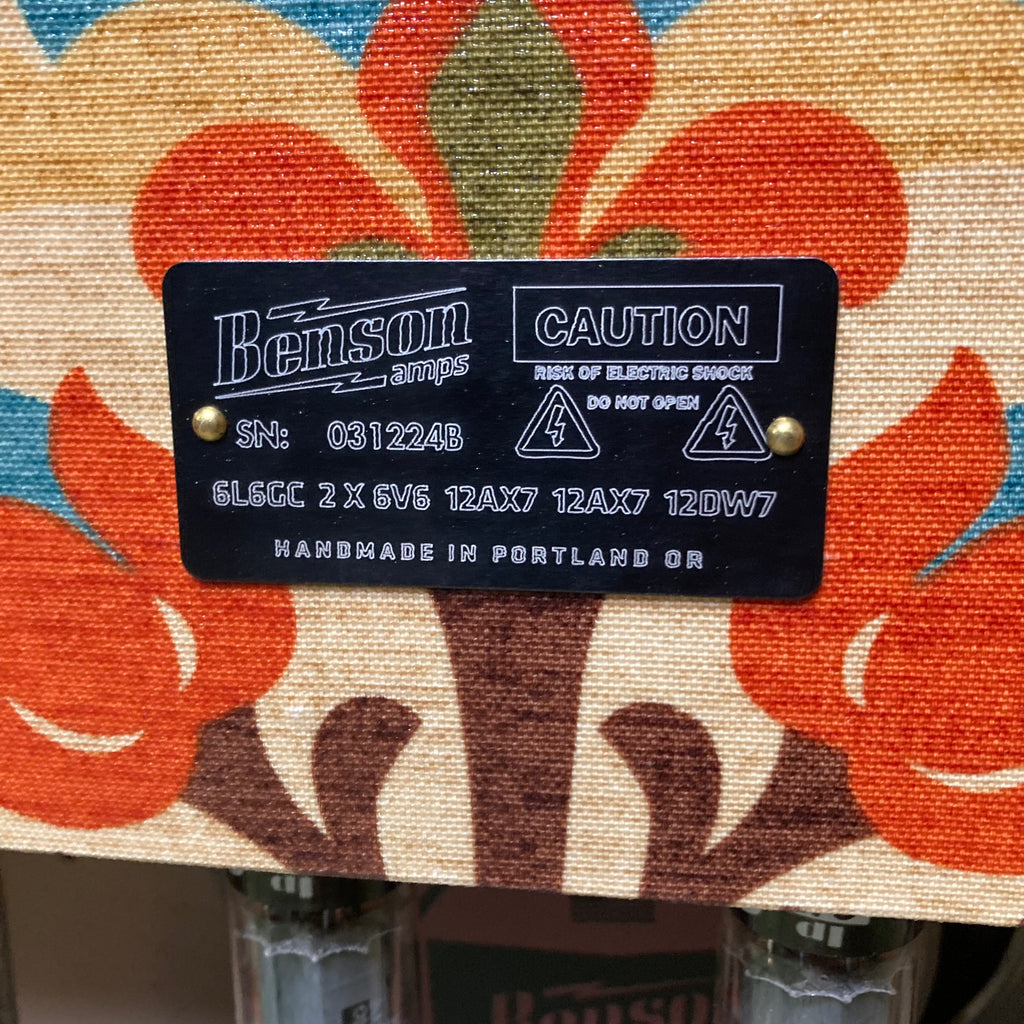 Benson
amps
CAUTION
RISK OF ELECTRIC SHOCK
DO NOT OPEN
SN: 031224B
6L6GC 2 X 6V6 12AX7 12AX7 12DW7
HANDMADE IN PORTLAND OR
Benson